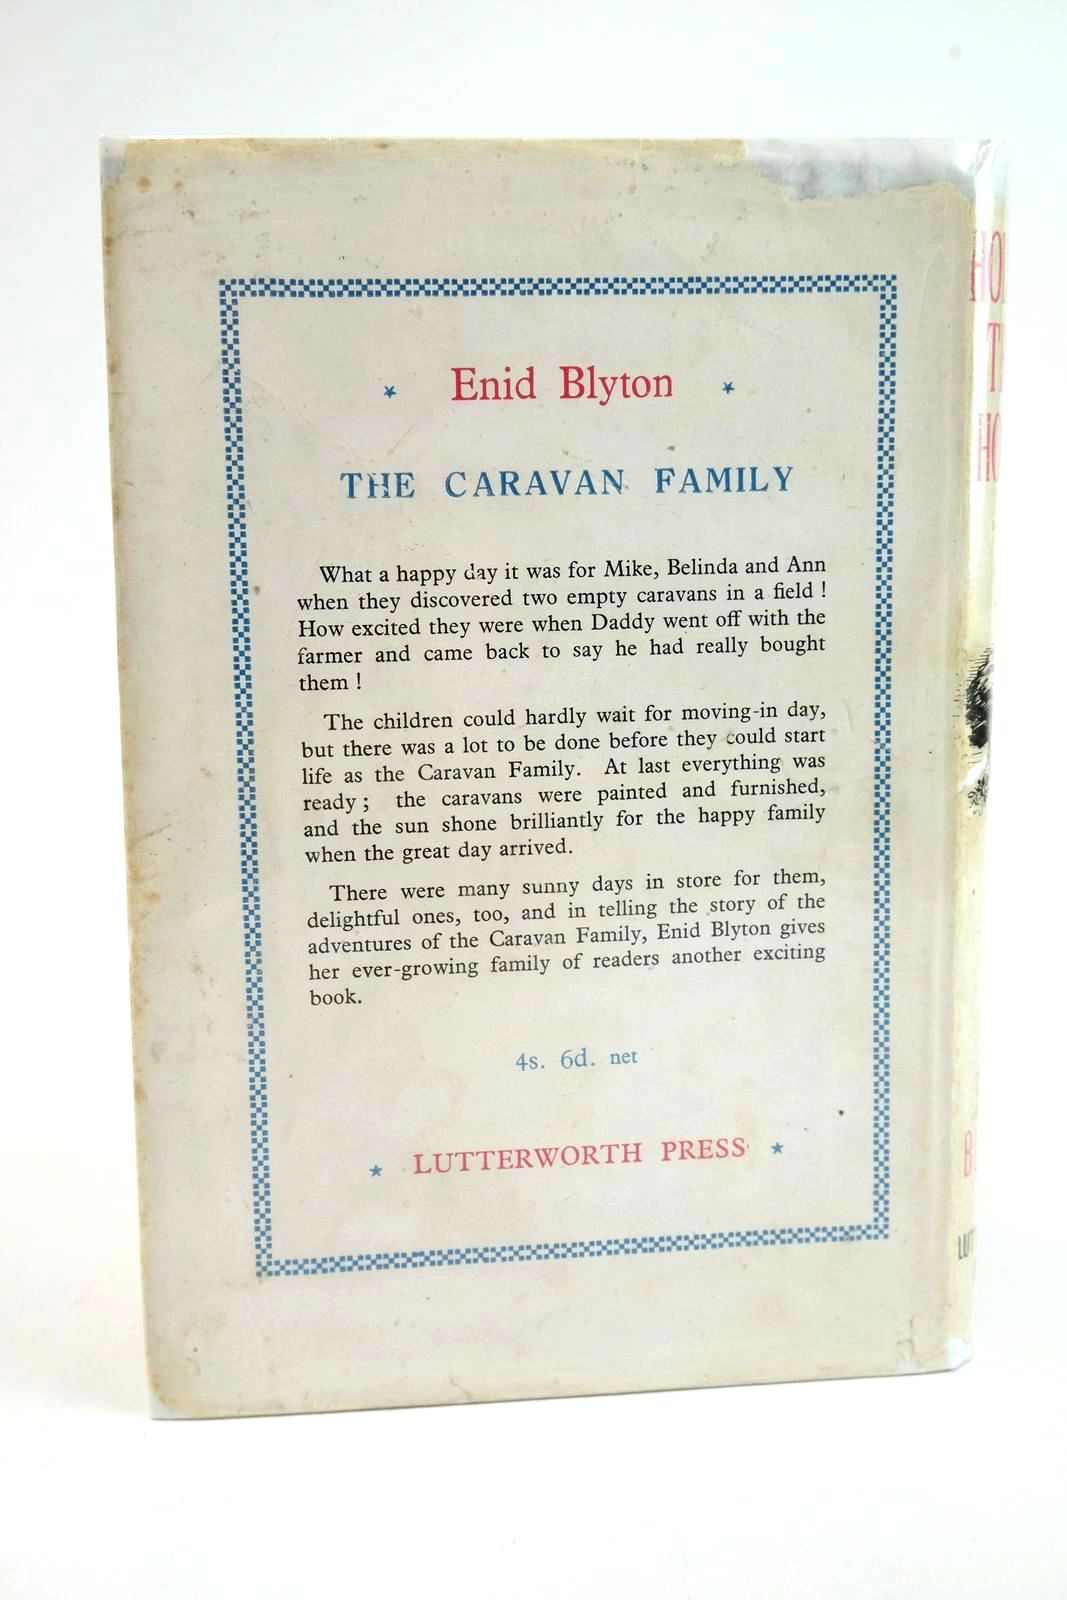 Enid Blyton
THE CARAVAN FAMILY
What a happy day it was for Mike, Belinda and Ann
when they discovered two empty caravans in a field !
How excited they were when Daddy went off with the
farmer and came back to say he had really bought
them !
The children could hardly wait for moving-in day,
but there was a lot to be done before they could start
life as the Caravan Family. At last everything was
ready ; the caravans were painted and furnished,
and the sun shone brilliantly for the happy family
when the great day arrived.
There were many sunny days in store for them,
delightful ones, too, and in telling the story of the
adventures of the Caravan Family, Enid Blyton gives
her ever-growing family of readers another exciting
book.
4s. 6d. net
LUTTERWORTH PRESS